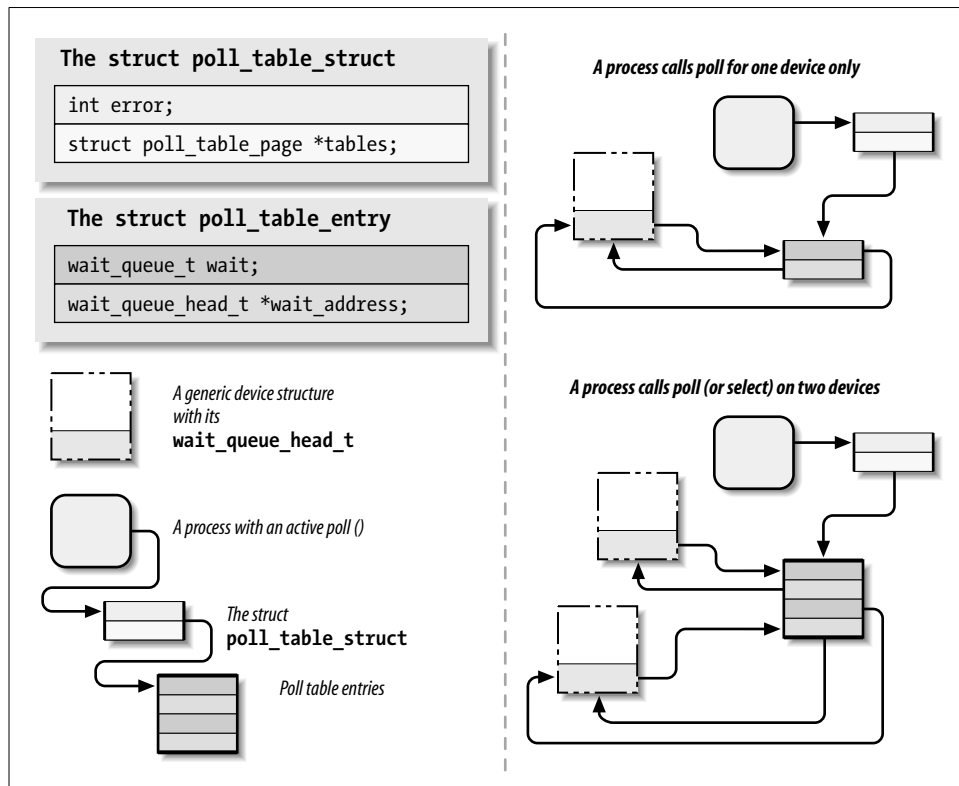 The struct poll_table_struct
int error;
struct poll_table_page *tables;
The struct poll_table_entry
wait_queue_t wait;
wait_queue_head_t *wait_address;
A generic device structure
with its
wait_queue_head_t
A process with an active poll ()
The struct
poll_table_struct
Poll table entries
A process calls poll for one device only
A process calls poll (or select) on two devices